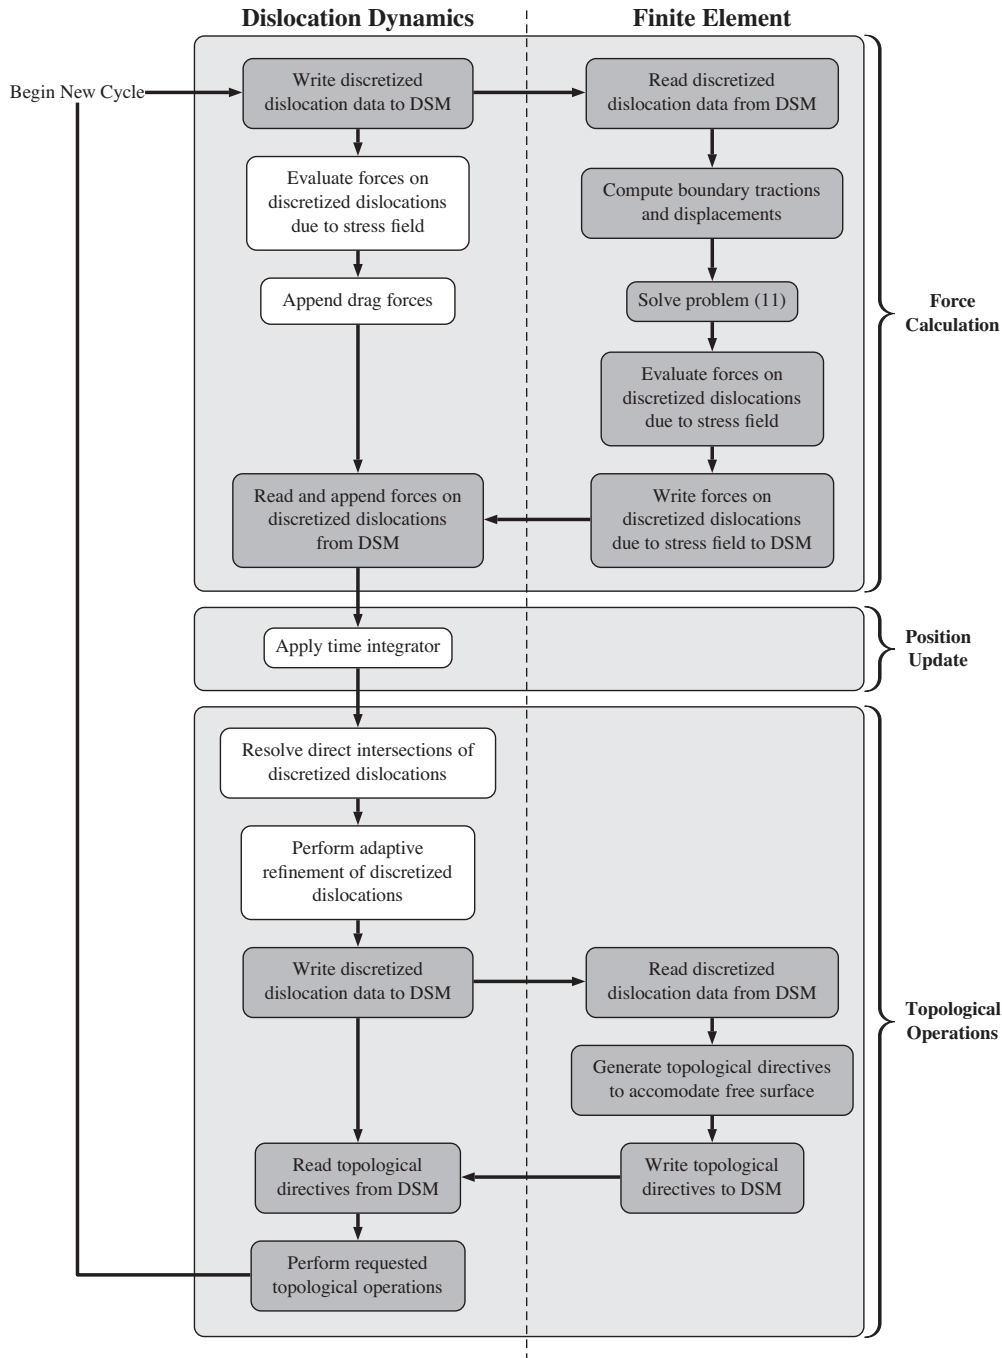 Dislocation Dynamics
Finite Element
Begin New Cycle
Write discretized
dislocation data to DSM
Read discretized
dislocation data from DSM
Evaluate forces on
discretized dislocations
due to stress field
Compute boundary tractions
and displacements
Append drag forces
Solve problem (11)
Force
Calculation
Evaluate forces on
discretized dislocations
due to stress field
Read and append forces on
discretized dislocations
from DSM
Write forces on
discretized dislocations
due to stress field to DSM
Apply time integrator
Position
Update
Resolve direct intersections of
discretized dislocations
Perform adaptive
refinement of discretized
dislocations
Write discretized
dislocation data to DSM
Read discretized
dislocation data from DSM
Topological
Operations
Generate topological directives
to accomodate free surface
Read topological
directives from DSM
Write topological
directives to DSM
Perform requested
topological operations